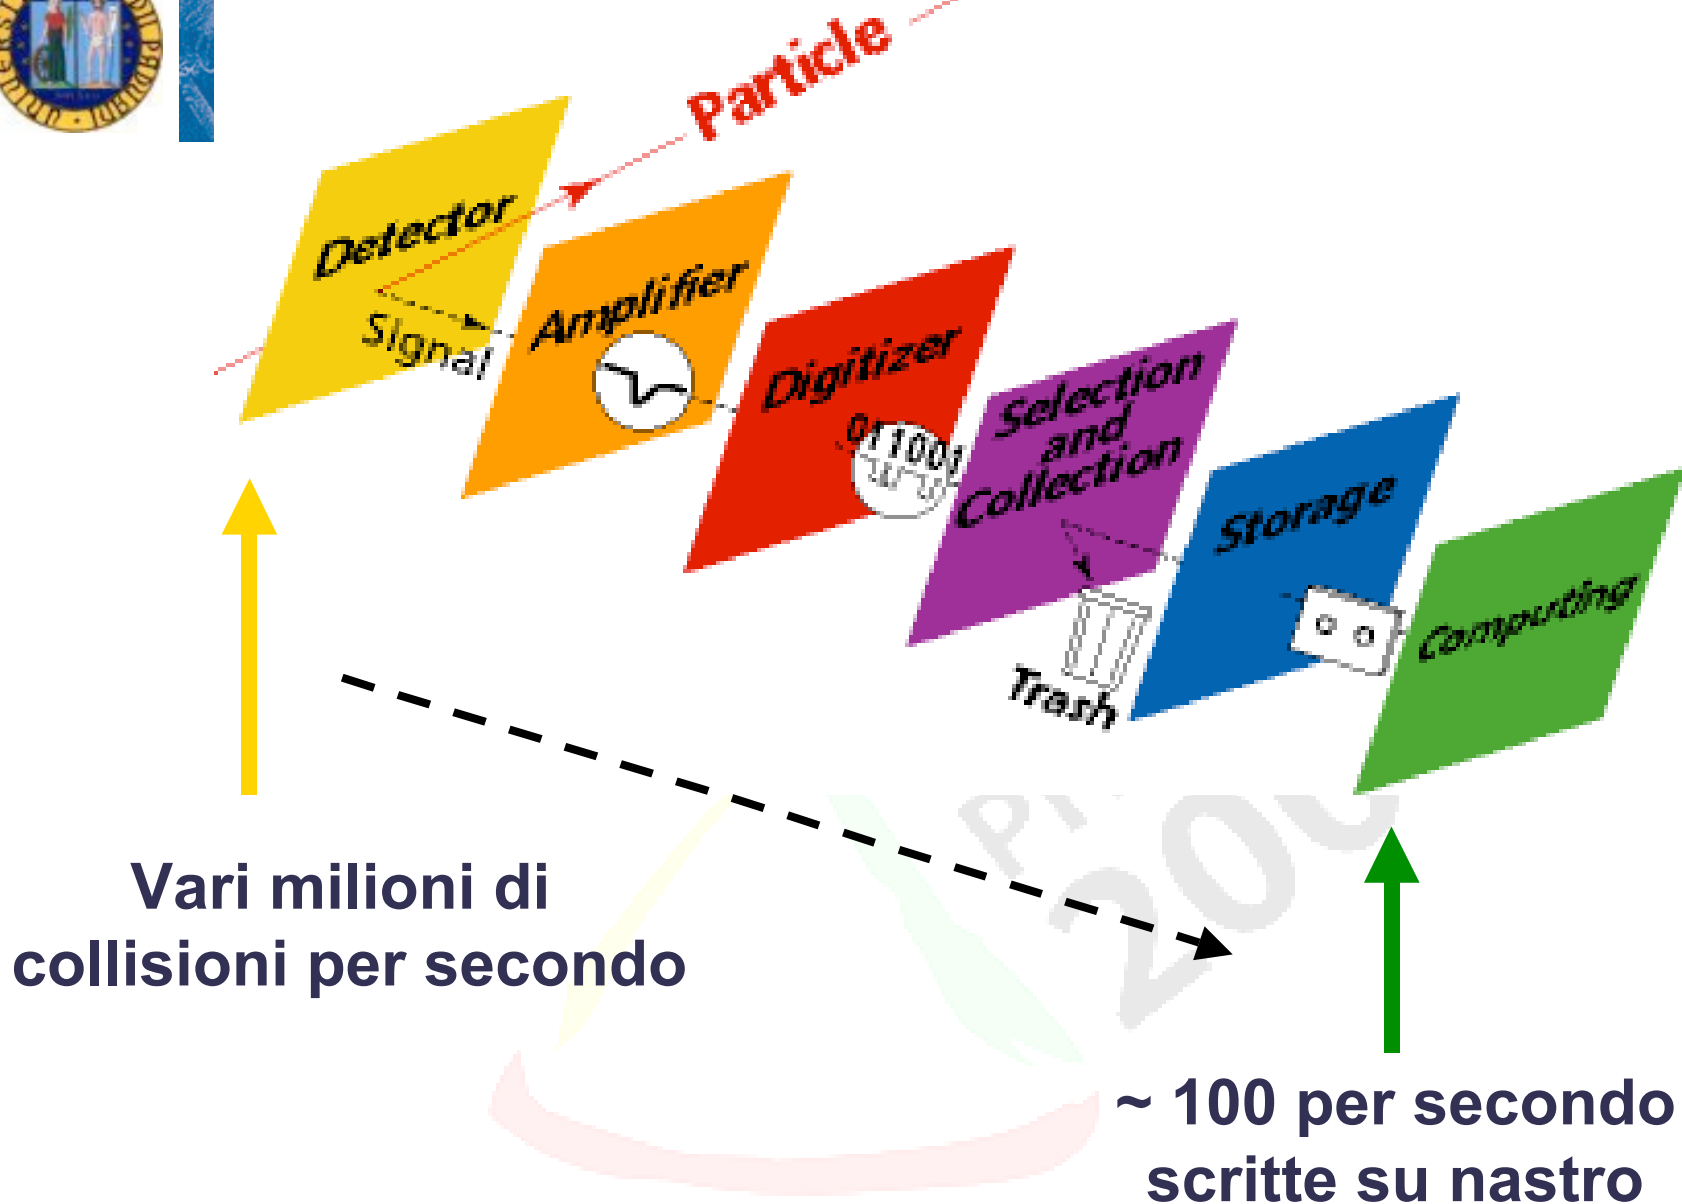 Particle
Detector
Signal
Amplifier
Digitizer
011001
Selection
and
Collection
Trash
Storage
Computing
Vari milioni di
collisioni per secondo
~ 100 per secondo
scritte su nastro